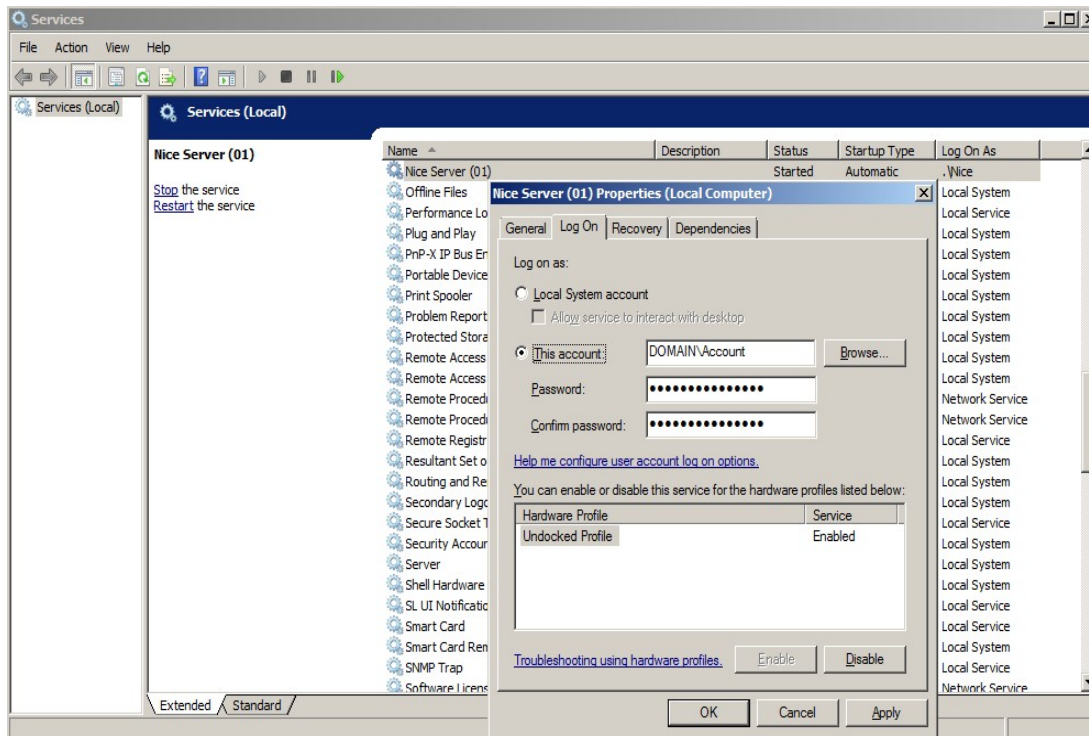 Services
File Action View Help
Services (Local)
Services (Local)
Nice Server (01)
Stop the service
Restart the service
Name Description Status Startup Type Log On As
Nice Server (01) Started Automatic .\Nice
Offline Files Local System
Performance Lo Local Service
Plug and Play Local System
PnP-X IP Bus En Local System
Portable Device Local System
Print Spooler Local System
Problem Report Local System
Protected Stora Local System
Remote Access Local System
Remote Access Local System
Remote Procedu Network Service
Remote Procedu Network Service
Remote Registr Local Service
Resultant Set o Local System
Routing and Re Local System
Secondary Logo Local System
Secure Socket T Local Service
Security Accour Local System
Server Local System
Shell Hardware Local System
SL UI Notificatio Local Service
Smart Card Local Service
Smart Card Rem Local System
SNMP Trap Local Service
Software Licens Network Service
Extended Standard
Nice Server (01) Properties (Local Computer)
General Log On Recovery Dependencies
Log on as:
Local System account
Allow service to interact with desktop
This account: DOMAIN\Account Browse...
Password: •••••••••••••••
Confirm password: •••••••••••••••
Help me configure user account log on options.
You can enable or disable this service for the hardware profiles listed below:
Hardware Profile Service
Undocked Profile Enabled
Troubleshooting using hardware profiles. Enable Disable
OK Cancel Apply